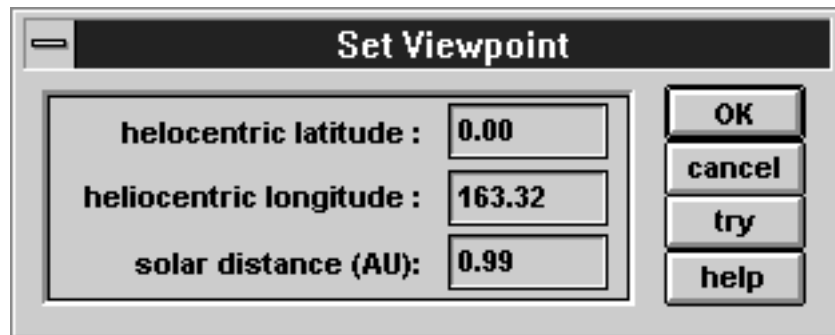 Set Viewpoint
helocentric latitude : 0.00
heliocentric longitude : 163.32
solar distance (AU): 0.99
OK
cancel
try
help